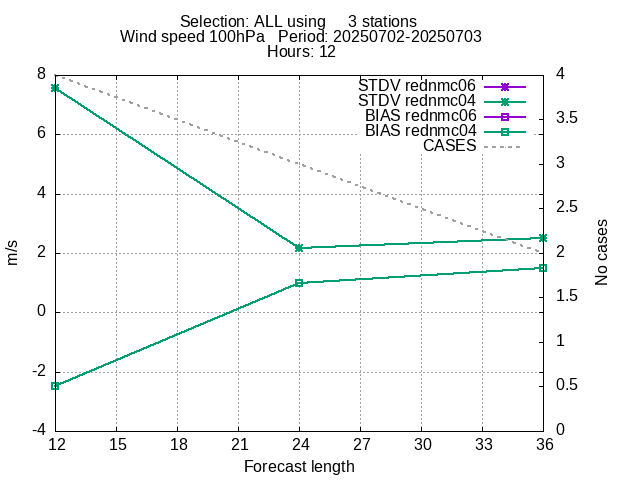 Selection: ALL using     3 stations
Wind speed 100hPa   Period: 20250702-20250703
Hours: 12
STDV rednmc06
STDV rednmc04
BIAS rednmc06
BIAS rednmc04
CASES
8
6
4
2
0
-2
-4
m/s
4
3.5
3
2.5
2
1.5
1
0.5
0
No cases
12 15 18 21 24 27 30 33 36
Forecast length